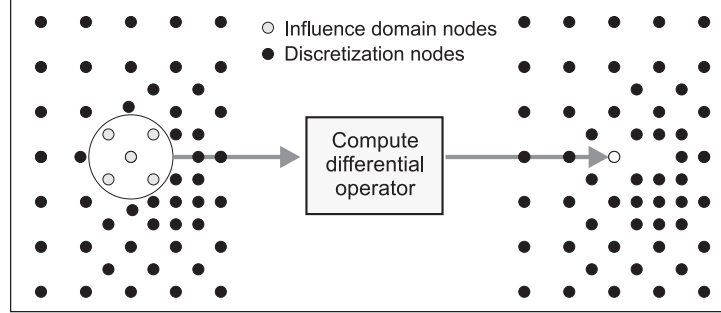 Influence domain nodes
Discretization nodes
Compute
differential
operator